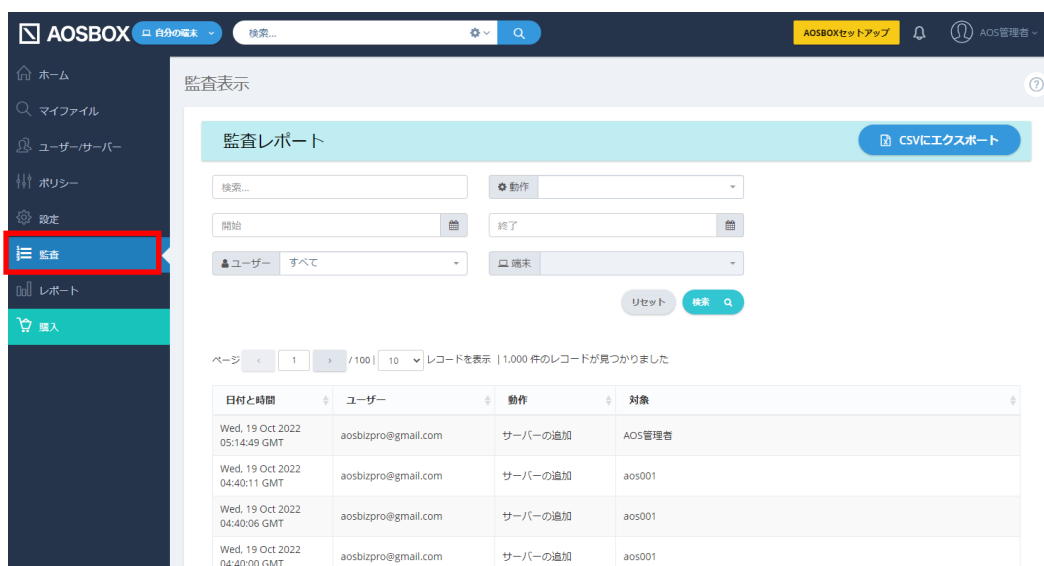 AOSBOX 自分の端末 検索... AOSBOXセットアップ AOS管理者
ホーム
マイファイル
ユーザー/サーバー
ポリシー
設定
監査
レポート
購入
監査表示
監査レポート CSVにエクスポート
検索... 動作
開始 終了
ユーザー すべて 端末
リセット 検索
ページ 1 / 100 | 10 レコードを表示 | 1,000 件のレコードが見つかりました
日付と時間 ユーザー 動作 対象
Wed, 19 Oct 2022
05:14:49 GMT aosbizpro@gmail.com サーバーの追加 AOS管理者
Wed, 19 Oct 2022
04:40:11 GMT aosbizpro@gmail.com サーバーの追加 aos001
Wed, 19 Oct 2022
04:40:06 GMT aosbizpro@gmail.com サーバーの追加 aos001
Wed, 19 Oct 2022
04:40:00 GMT aosbizpro@gmail.com サーバーの追加 aos001